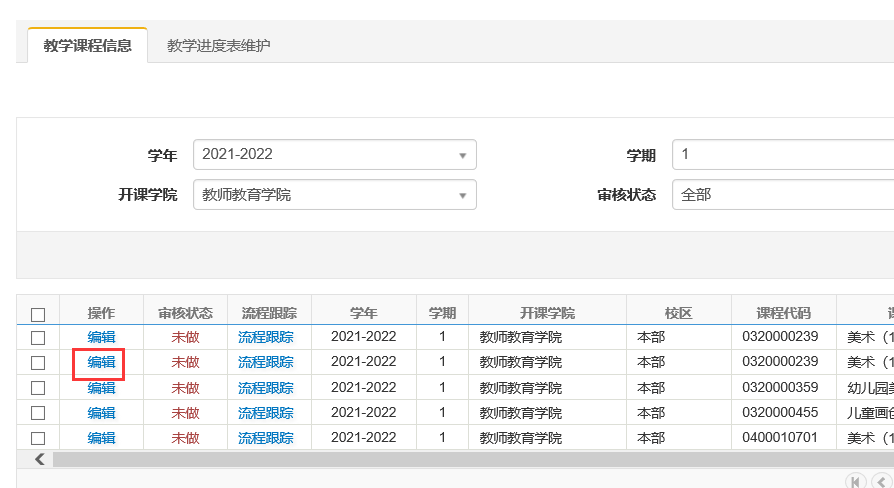 教学课程信息 教学进度表维护
学年 2021-2022 学期 1
开课学院 教师教育学院 审核状态 全部
操作 审核状态 流程跟踪 学年 学期 开课学院 校区 课程代码
编辑 未做 流程跟踪 2021-2022 1 教师教育学院 本部 0320000239 美术（1
编辑 未做 流程跟踪 2021-2022 1 教师教育学院 本部 0320000239 美术（1
编辑 未做 流程跟踪 2021-2022 1 教师教育学院 本部 0320000359 幼儿园美
编辑 未做 流程跟踪 2021-2022 1 教师教育学院 本部 0320000455 儿童画创
编辑 未做 流程跟踪 2021-2022 1 教师教育学院 本部 0400010701 美术（1